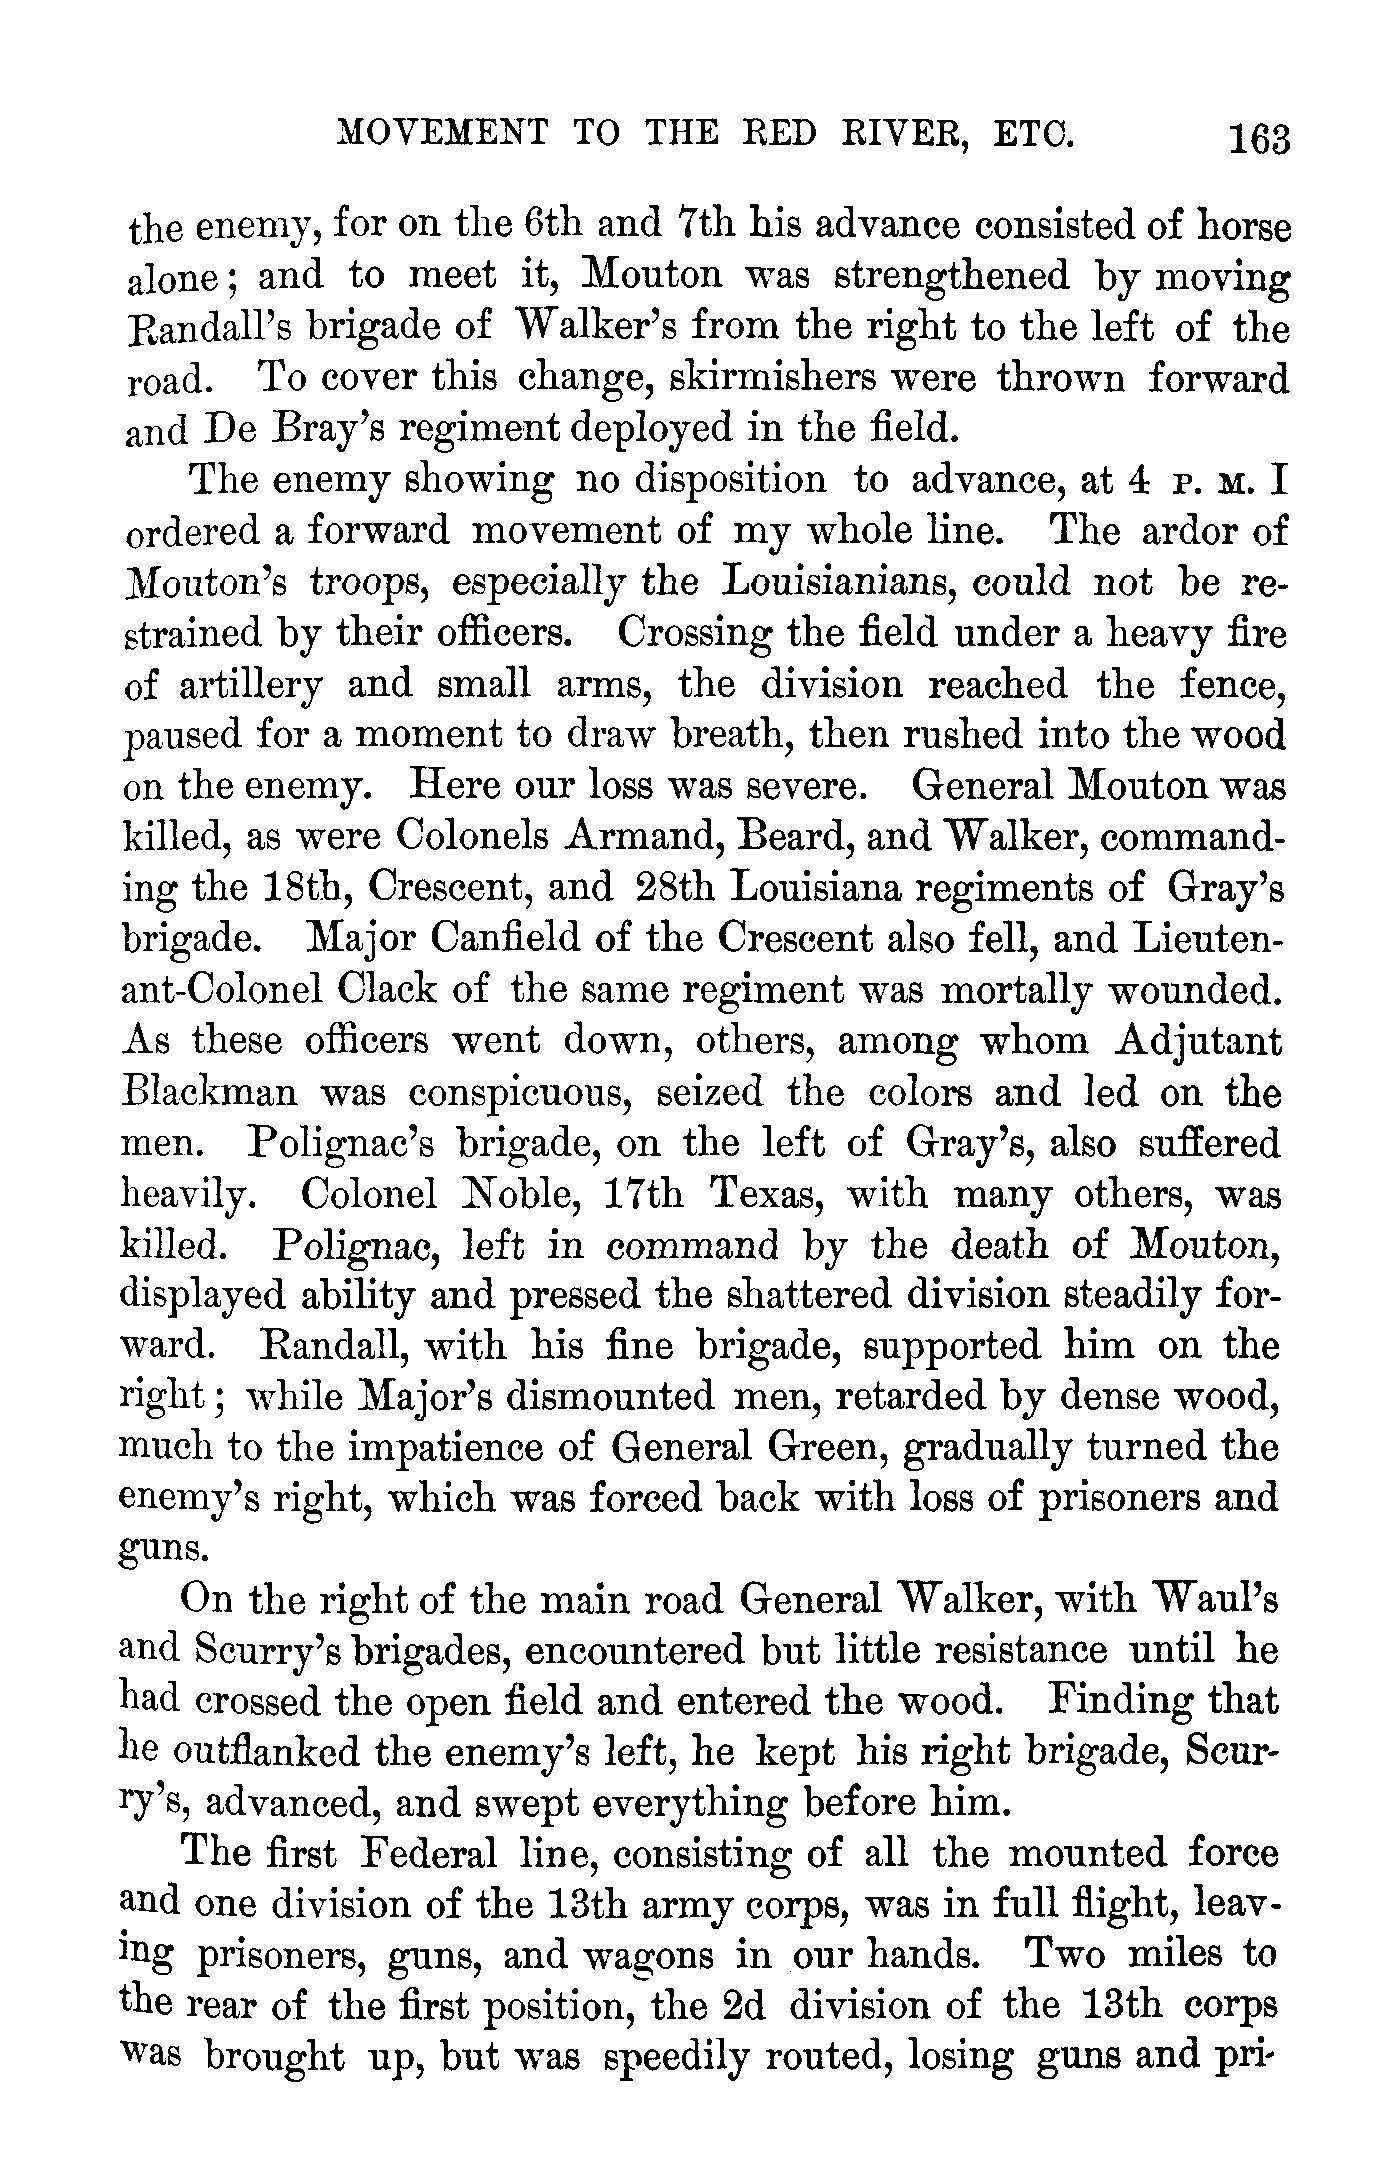 MOVEMENT TO THE RED RIVER, ETC. 163
the enemy, for on the 6th and 7th his advance consisted of horse
alone; and to meet it, Mouton was strengthened by moving
Randall's brigade of Walker's from the right to the left of the
road. To cover this change, skirmishers were thrown forward
and De Bray's regiment deployed in the field.
The enemy showing no disposition to advance, at 4 P. M. I
ordered a forward movement of my whole line. The ardor of
Mouton's troops, especially the Louisianians, could not be re-
strained by their officers. Crossing the field under a heavy fire
of artillery and small arms, the division reached the fence,
paused for a moment to draw breath, then rushed into the wood
on the enemy. Here our loss was severe. General Mouton was
killed, as were Colonels Armand, Beard, and Walker, command-
ing the 18th, Crescent, and 28th Louisiana regiments of Gray's
brigade. Major Canfield of the Crescent also fell, and Lieuten-
ant-Colonel Clack of the same regiment was mortally wounded.
As these officers went down, others, among whom Adjutant
Blackman was conspicuous, seized the colors and led on the
men. Polignac's brigade, on the left of Gray's, also suffered
heavily. Colonel Noble, 17th Texas, with many others, was
killed. Polignac, left in command by the death of Mouton,
displayed ability and pressed the shattered division steadily for-
ward. Randall, with his fine brigade, supported him on the
right; while Major's dismounted men, retarded by dense wood,
much to the impatience of General Green, gradually turned the
enemy's right, which was forced back with loss of prisoners and
guns.
On the right of the main road General Walker, with Waul's
and Scurry's brigades, encountered but little resistance until he
had crossed the open field and entered the wood. Finding that
he outflanked the enemy's left, he kept his right brigade, Scur-
ry's, advanced, and swept everything before him.
The first Federal line, consisting of all the mounted force
and one division of the 13th army corps, was in full flight, leav-
ing prisoners, guns, and wagons in our hands. Two miles to
the rear of the first position, the 2d division of the 13th corps
was brought up, but was speedily routed, losing guns and pri-